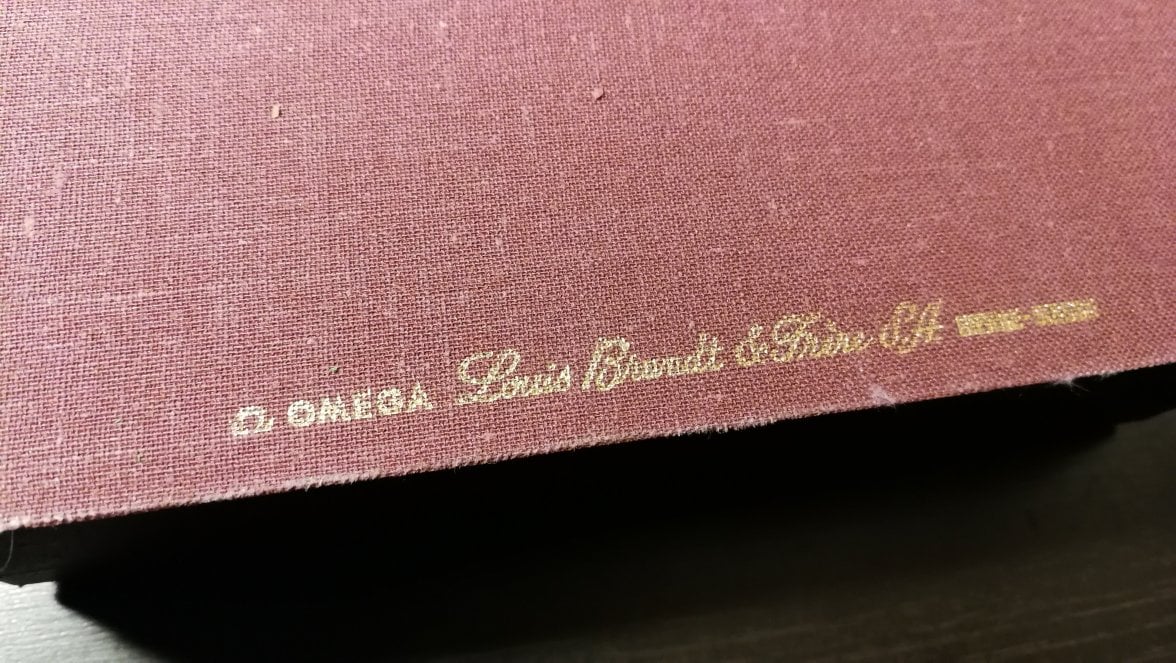 Ω OMEGA Louis Brandt & Frère SA